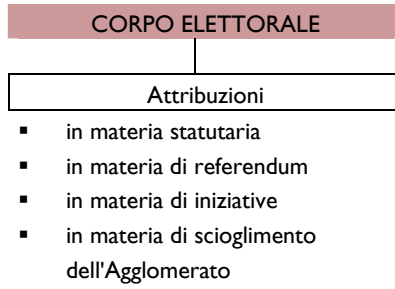 CORPO ELETTORALE
Attribuzioni
▪ in materia statutaria
▪ in materia di referendum
▪ in materia di iniziative
▪ in materia di scioglimento
dell'Agglomerato